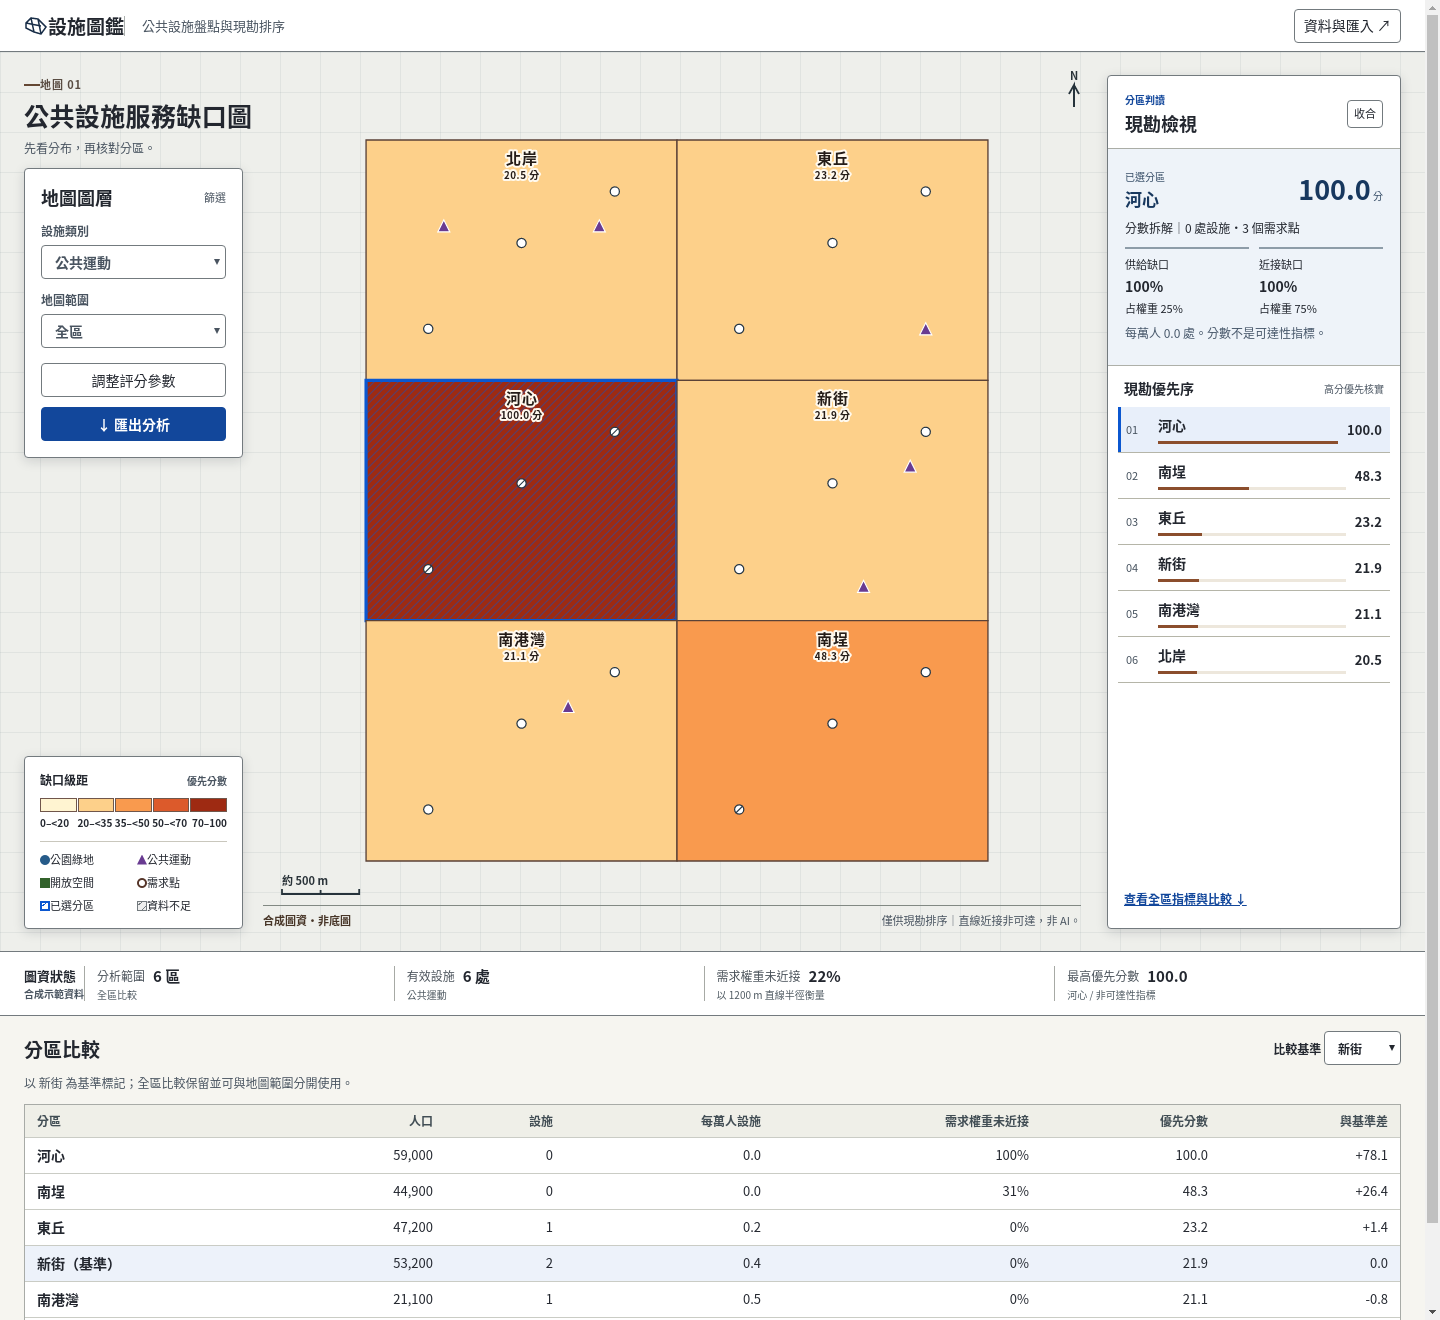 設施圖鑑
公共設施盤點與現勘排序
資料與匯入 ↗
地圖 01
公共設施服務缺口圖
先看分布，再核對分區。
地圖圖層
篩選
設施類別
公共運動
地圖範圍
全區
調整評分參數
↓ 匯出分析
N
北岸
20.5 分
東丘
23.2 分
河心
100.0 分
新街
21.9 分
南港灣
21.1 分
南埕
48.3 分
缺口級距
優先分數
0–<20 20–<35 35–<50 50–<70 70–100
公園綠地
公共運動
開放空間
需求點
已選分區
資料不足
約 500 m
合成圖資・非底圖
僅供現勘排序｜直線近接非可達，非 AI。
分區判讀
現勘檢視
收合
已選分區
河心
100.0 分
分數拆解｜0 處設施・3 個需求點
供給缺口
100%
占權重 25%
近接缺口
100%
占權重 75%
每萬人 0.0 處。分數不是可達性指標。
現勘優先序
高分優先核實
01 河心 100.0
02 南埕 48.3
03 東丘 23.2
04 新街 21.9
05 南港灣 21.1
06 北岸 20.5
查看全區指標與比較 ↓
圖資狀態
合成示範資料
分析範圍 6 區
全區比較
有效設施 6 處
公共運動
需求權重未近接 22%
以 1200 m 直線半徑衡量
最高優先分數 100.0
河心 / 非可達性指標
分區比較
比較基準 新街
以 新街 為基準標記；全區比較保留並可與地圖範圍分開使用。
分區 人口 設施 每萬人設施 需求權重未近接 優先分數 與基準差
河心 59,000 0 0.0 100% 100.0 +78.1
南埕 44,900 0 0.0 31% 48.3 +26.4
東丘 47,200 1 0.2 0% 23.2 +1.4
新街（基準） 53,200 2 0.4 0% 21.9 0.0
南港灣 21,100 1 0.5 0% 21.1 -0.8